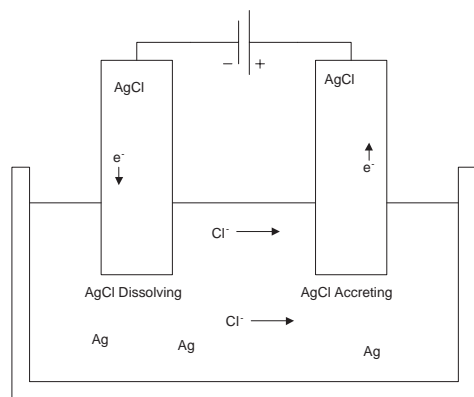 − +
AgCl AgCl
e⁻ e⁻
Cl⁻
AgCl Dissolving AgCl Accreting
Cl⁻
Ag Ag Ag